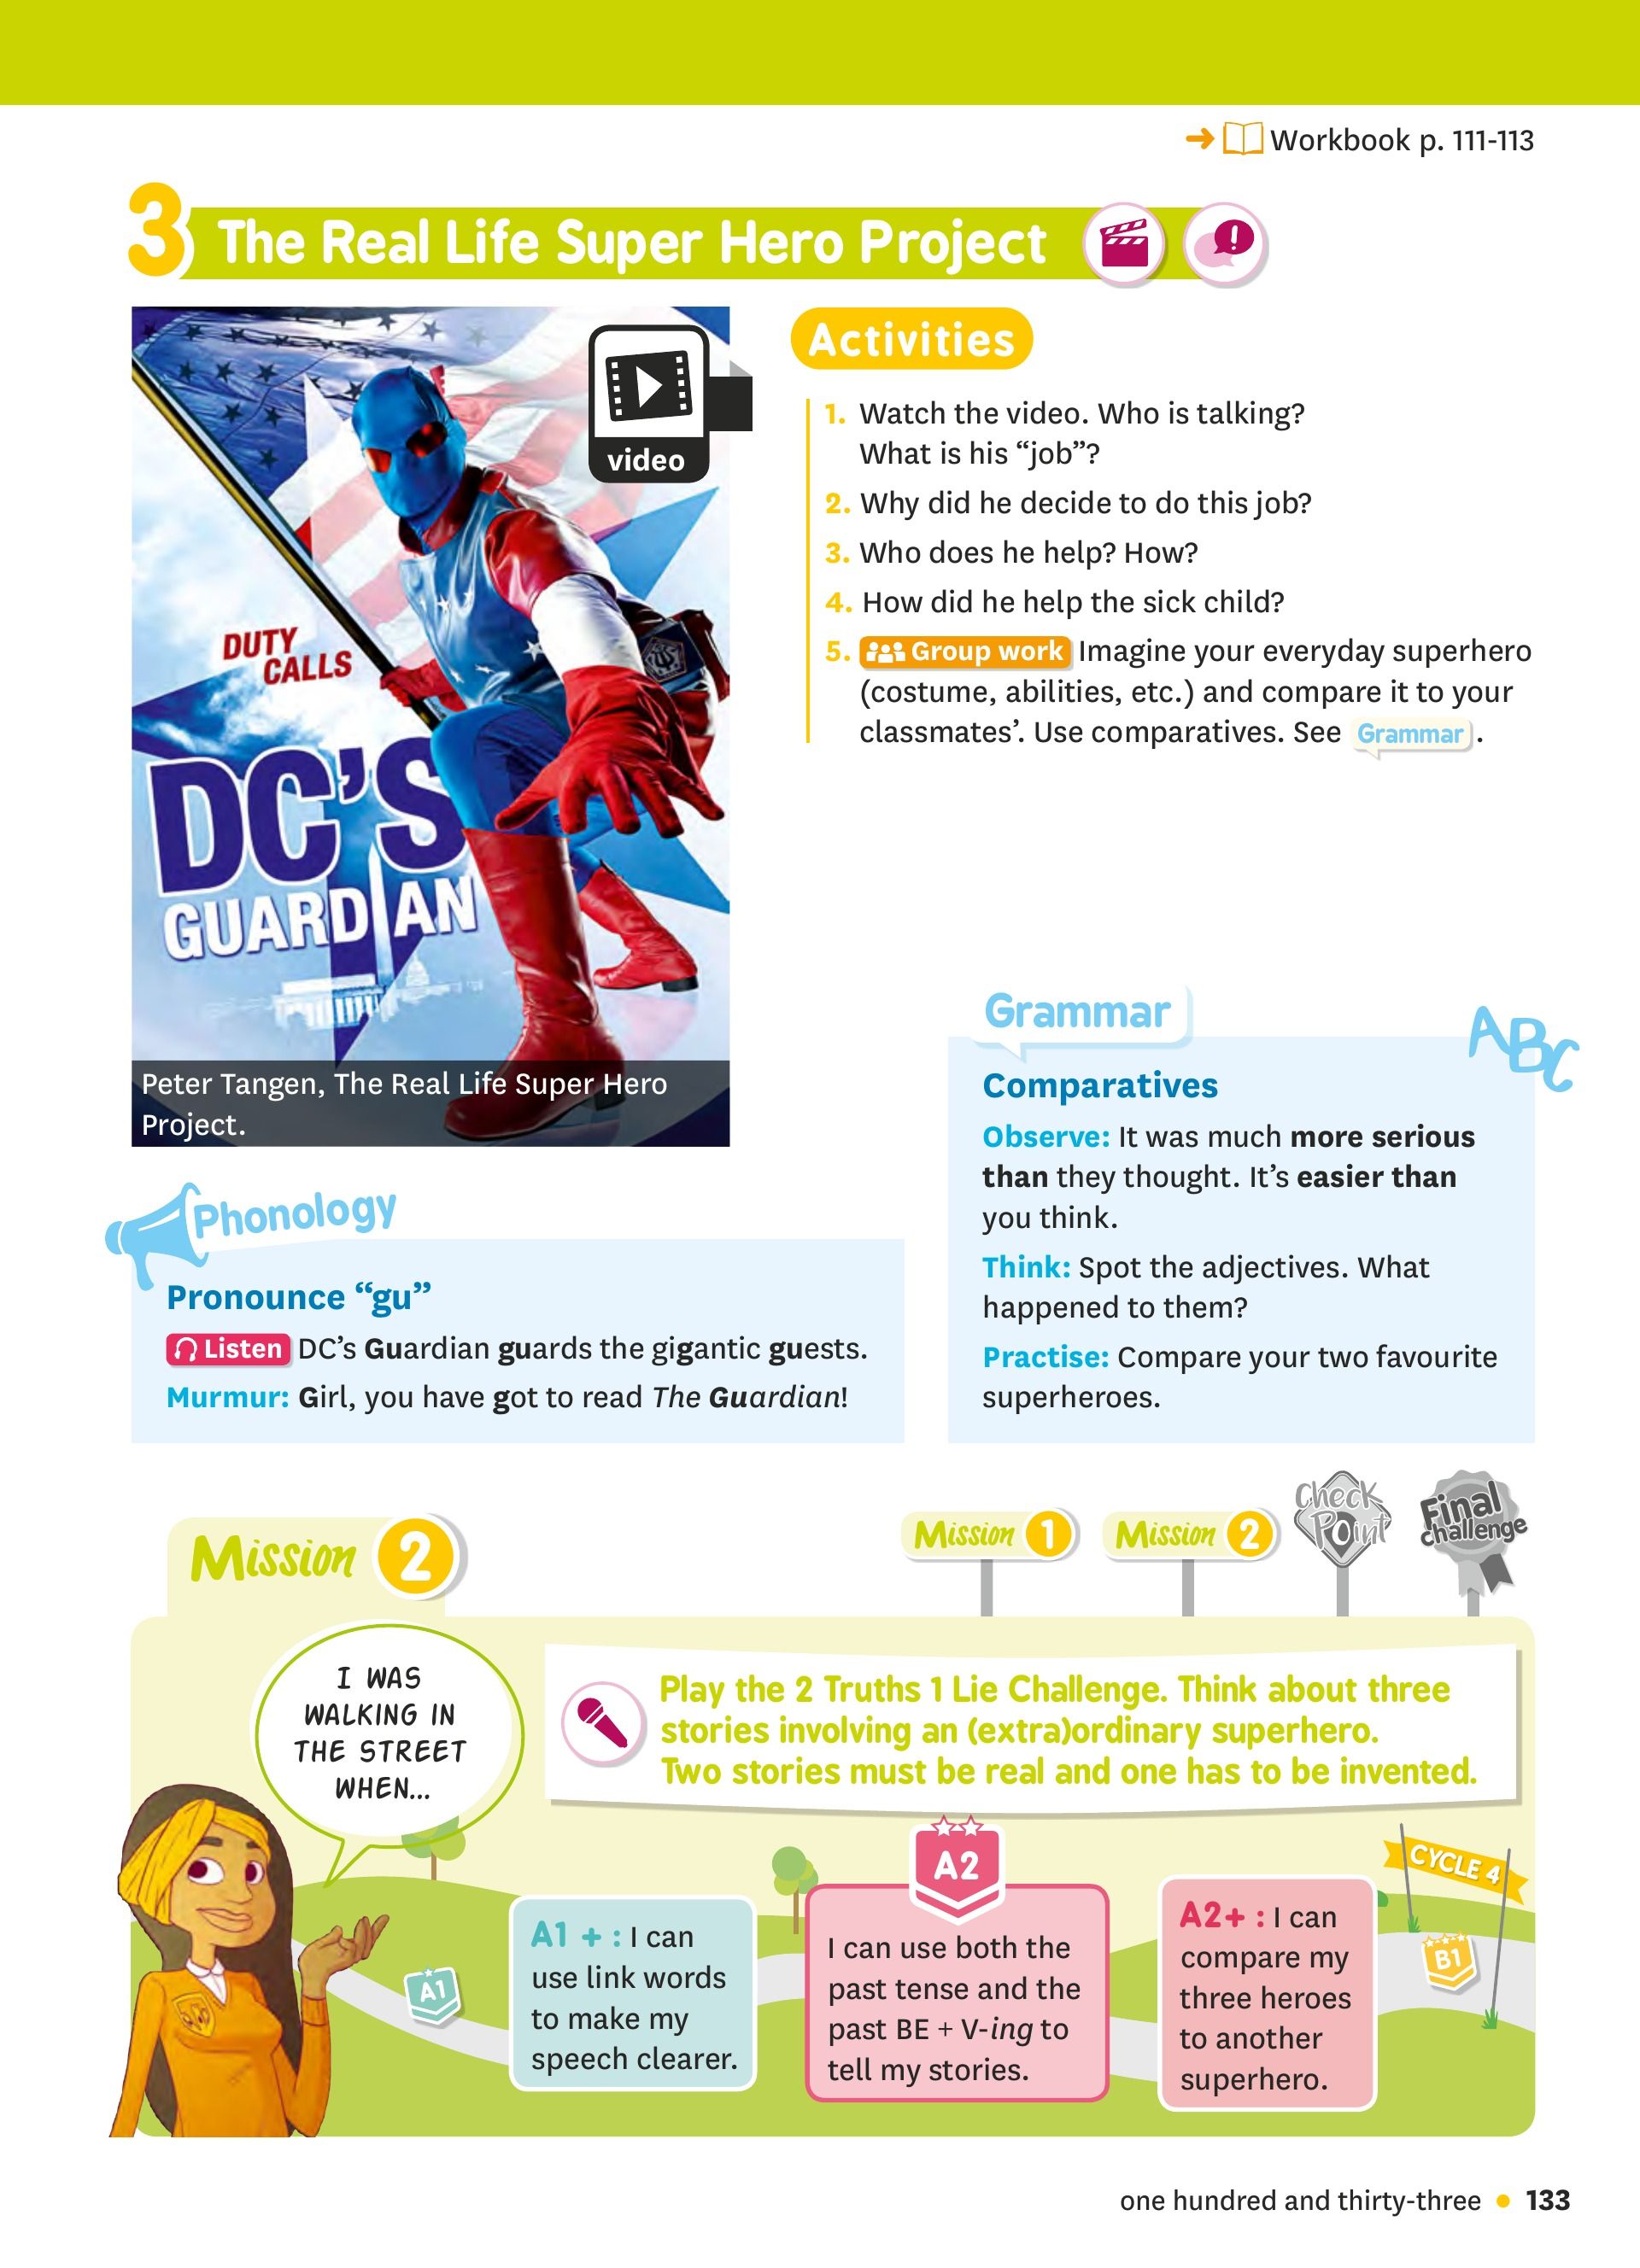 Workbook p. 111-113
3 The Real Life Super Hero Project
video
DUTY
CALLS
DC'S
GUARDIAN
Peter Tangen, The Real Life Super Hero
Project.
Activities
1. Watch the video. Who is talking?
What is his “job”?
2. Why did he decide to do this job?
3. Who does he help? How?
4. How did he help the sick child?
5. Group work Imagine your everyday superhero
(costume, abilities, etc.) and compare it to your
classmates’. Use comparatives. See Grammar .
Phonology
Pronounce “gu”
Listen DC’s Guardian guards the gigantic guests.
Murmur: Girl, you have got to read The Guardian!
Grammar
ABC
Comparatives
Observe: It was much more serious
than they thought. It’s easier than
you think.
Think: Spot the adjectives. What
happened to them?
Practise: Compare your two favourite
superheroes.
Mission 2
Mission 1
Mission 2
Check
Point
Final
challenge
I WAS
WALKING IN
THE STREET
WHEN...
Play the 2 Truths 1 Lie Challenge. Think about three
stories involving an (extra)ordinary superhero.
Two stories must be real and one has to be invented.
A1
A1 + : I can
use link words
to make my
speech clearer.
A2
I can use both the
past tense and the
past BE + V-ing to
tell my stories.
A2+ : I can
compare my
three heroes
to another
superhero.
CYCLE 4
B1
one hundred and thirty-three • 133